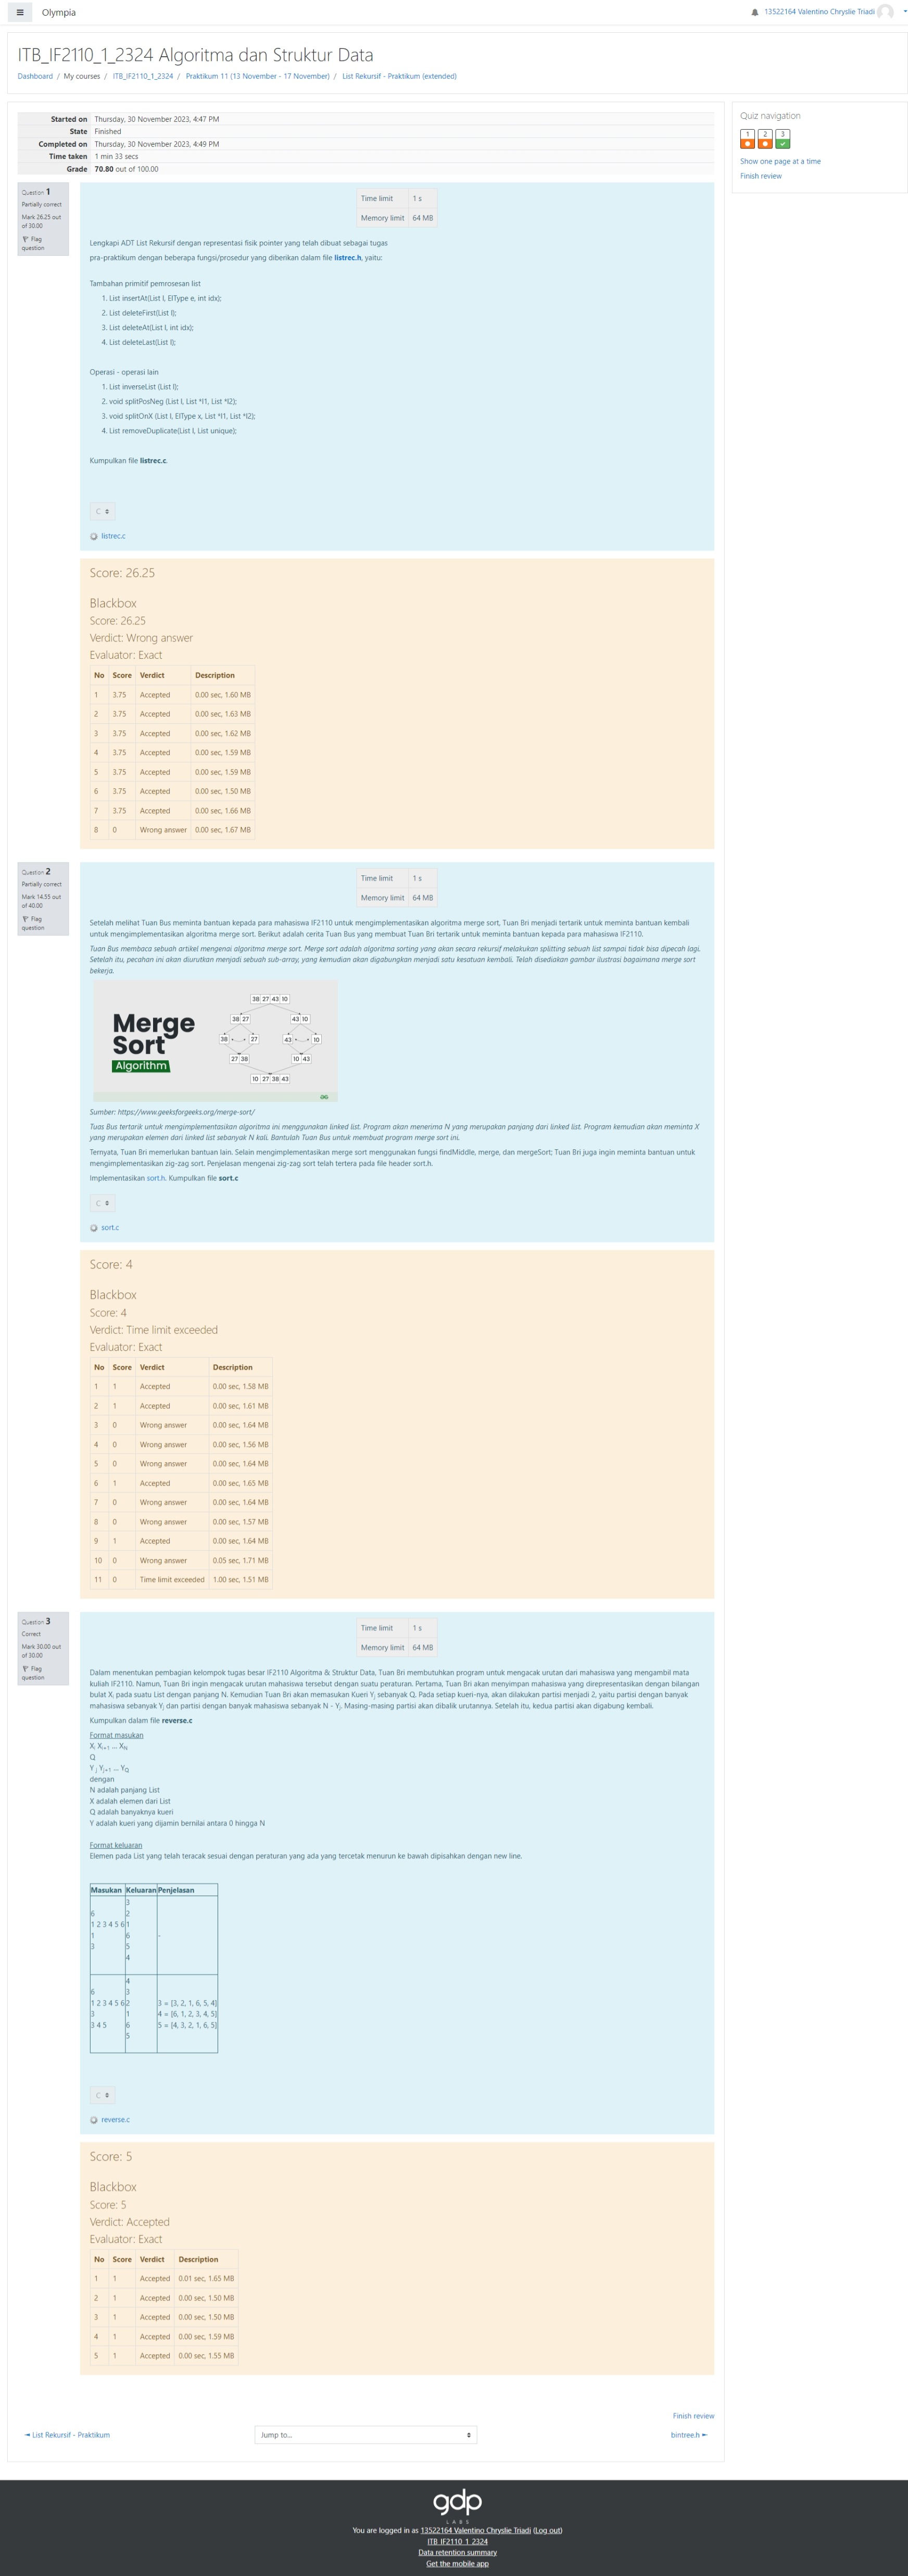 Olympia
13522164 Valentino Chryslie Triadi
ITB_IF2110_1_2324 Algoritma dan Struktur Data
Dashboard / My courses / ITB_IF2110_1_2324 / Praktikum 11 (13 November - 17 November) / List Rekursif - Praktikum (extended)
Started on Thursday, 30 November 2023, 4:47 PM
State Finished
Completed on Thursday, 30 November 2023, 4:49 PM
Time taken 1 min 33 secs
Grade 70.80 out of 100.00
Quiz navigation
1 2 3
Show one page at a time
Finish review
Question 1
Partially correct
Mark 26.25 out
of 30.00
Flag
question
Time limit 1 s
Memory limit 64 MB
Lengkapi ADT List Rekursif dengan representasi fisik pointer yang telah dibuat sebagai tugas
pra-praktikum dengan beberapa fungsi/prosedur yang diberikan dalam file listrec.h, yaitu:
Tambahan primitif pemrosesan list
1. List insertAt(List l, ElType e, int idx);
2. List deleteFirst(List l);
3. List deleteAt(List l, int idx);
4. List deleteLast(List l);
Operasi - operasi lain
1. List inverseList (List l);
2. void splitPosNeg (List l, List *l1, List *l2);
3. void splitOnX (List l, ElType x, List *l1, List *l2);
4. List removeDuplicate(List l, List unique);
Kumpulkan file listrec.c.
C
listrec.c
Score: 26.25
Blackbox
Score: 26.25
Verdict: Wrong answer
Evaluator: Exact
No Score Verdict Description
1 3.75 Accepted 0.00 sec, 1.60 MB
2 3.75 Accepted 0.00 sec, 1.63 MB
3 3.75 Accepted 0.00 sec, 1.62 MB
4 3.75 Accepted 0.00 sec, 1.59 MB
5 3.75 Accepted 0.00 sec, 1.59 MB
6 3.75 Accepted 0.00 sec, 1.50 MB
7 3.75 Accepted 0.00 sec, 1.66 MB
8 0 Wrong answer 0.00 sec, 1.67 MB
Question 2
Partially correct
Mark 14.55 out
of 40.00
Flag
question
Time limit 1 s
Memory limit 64 MB
Setelah melihat Tuan Bus meminta bantuan kepada para mahasiswa IF2110 untuk mengimplementasikan algoritma merge sort, Tuan Bri menjadi tertarik untuk meminta bantuan kembali
untuk mengimplementasikan algoritma merge sort. Berikut adalah cerita Tuan Bus yang membuat Tuan Bri tertarik untuk meminta bantuan kepada para mahasiswa IF2110.
Tuan Bus membaca sebuah artikel mengenai algoritma merge sort. Merge sort adalah algoritma sorting yang akan secara rekursif melakukan splitting sebuah list sampai tidak bisa dipecah lagi.
Setelah itu, pecahan ini akan diurutkan menjadi sebuah sub-array, yang kemudian akan digabungkan menjadi satu kesatuan kembali. Telah disediakan gambar ilustrasi bagaimana merge sort
bekerja.
Merge
Sort
Algorithm
38 27 43 10
38 27 43 10
38 27 43 10
27 38 10 43
10 27 38 43
Sumber: https://www.geeksforgeeks.org/merge-sort/
Tuas Bus tertarik untuk mengimplementasikan algoritma ini menggunakan linked list. Program akan menerima N yang merupakan panjang dari linked list. Program kemudian akan meminta X
yang merupakan elemen dari linked list sebanyak N kali. Bantulah Tuan Bus untuk membuat program merge sort ini.
Ternyata, Tuan Bri memerlukan bantuan lagi. Selain mengimplementasikan merge sort menggunakan fungsi findMiddle, merge, dan mergeSort; Tuan Bri juga ingin meminta bantuan untuk
mengimplementasikan zig-zag sort. Penjelasan mengenai zig-zag sort telah tertera pada file header sort.h.
Implementasikan sort.h. Kumpulkan file sort.c
C
sort.c
Score: 4
Blackbox
Score: 4
Verdict: Time limit exceeded
Evaluator: Exact
No Score Verdict Description
1 1 Accepted 0.00 sec, 1.58 MB
2 1 Accepted 0.00 sec, 1.61 MB
3 0 Wrong answer 0.00 sec, 1.64 MB
4 0 Wrong answer 0.00 sec, 1.56 MB
5 0 Wrong answer 0.00 sec, 1.64 MB
6 1 Accepted 0.00 sec, 1.65 MB
7 0 Wrong answer 0.00 sec, 1.64 MB
8 0 Wrong answer 0.00 sec, 1.57 MB
9 1 Accepted 0.00 sec, 1.64 MB
10 0 Wrong answer 0.05 sec, 1.71 MB
11 0 Time limit exceeded 1.00 sec, 1.51 MB
Question 3
Correct
Mark 30.00 out
of 30.00
Flag
question
Time limit 1 s
Memory limit 64 MB
Dalam menentukan pembagian kelompok tugas besar IF2110 Algoritma & Struktur Data, Tuan Bri membutuhkan program untuk mengacak urutan dari mahasiswa yang mengambil mata
kuliah IF2110. Namun, Tuan Bri ingin mengacak urutan mahasiswa tersebut dengan suatu peraturan. Pertama, Tuan Bri akan menyimpan mahasiswa yang direpresentasikan dengan bilangan
bulat Xi pada suatu List dengan panjang N. Kemudian Tuan Bri akan memasukan Kueri Yj sebanyak Q. Pada setiap kueri-nya, akan dilakukan partisi menjadi 2, yaitu partisi dengan banyak
mahasiswa sebanyak Yj dan partisi dengan banyak mahasiswa sebanyak N - Yj. Masing-masing partisi akan dibalik urutannya. Setelah itu, kedua partisi akan digabung kembali.
Kumpulkan dalam file reverse.c
Format masukan
Xi Xi+1 ... XN
Q
Y j Yj+1 ... YQ
dengan
N adalah panjang List
X adalah elemen dari List
Q adalah banyaknya kueri
Y adalah kueri yang dijamin bernilai antara 0 hingga N
Format keluaran
Elemen pada List yang telah teracak sesuai dengan peraturan yang ada yang tercetak menurun ke bawah dipisahkan dengan new line.
Masukan Keluaran Penjelasan
3
6 2
1 2 3 4 5 6 1
1 6 -
3 5
4
4
6 3
1 2 3 4 5 6 2 3 = [3, 2, 1, 6, 5, 4]
3 1 4 = [6, 1, 2, 3, 4, 5]
3 4 5 6 5 = [4, 3, 2, 1, 6, 5]
5
C
reverse.c
Score: 5
Blackbox
Score: 5
Verdict: Accepted
Evaluator: Exact
No Score Verdict Description
1 1 Accepted 0.01 sec, 1.65 MB
2 1 Accepted 0.00 sec, 1.50 MB
3 1 Accepted 0.00 sec, 1.50 MB
4 1 Accepted 0.00 sec, 1.59 MB
5 1 Accepted 0.00 sec, 1.55 MB
Finish review
◄ List Rekursif - Praktikum
Jump to...
bintree.h ►
gdp
LABS
You are logged in as 13522164 Valentino Chryslie Triadi (Log out)
ITB_IF2110_1_2324
Data retention summary
Get the mobile app